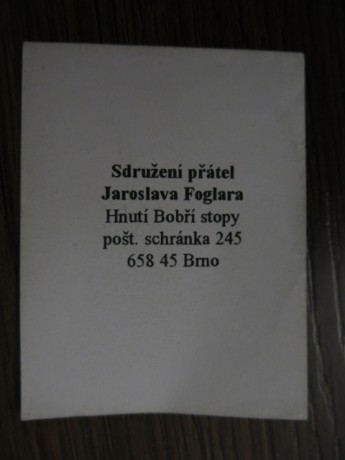 Sdružení přátel
Jaroslava Foglara
Hnutí Bobří stopy
pošt. schránka 245
658 45 Brno